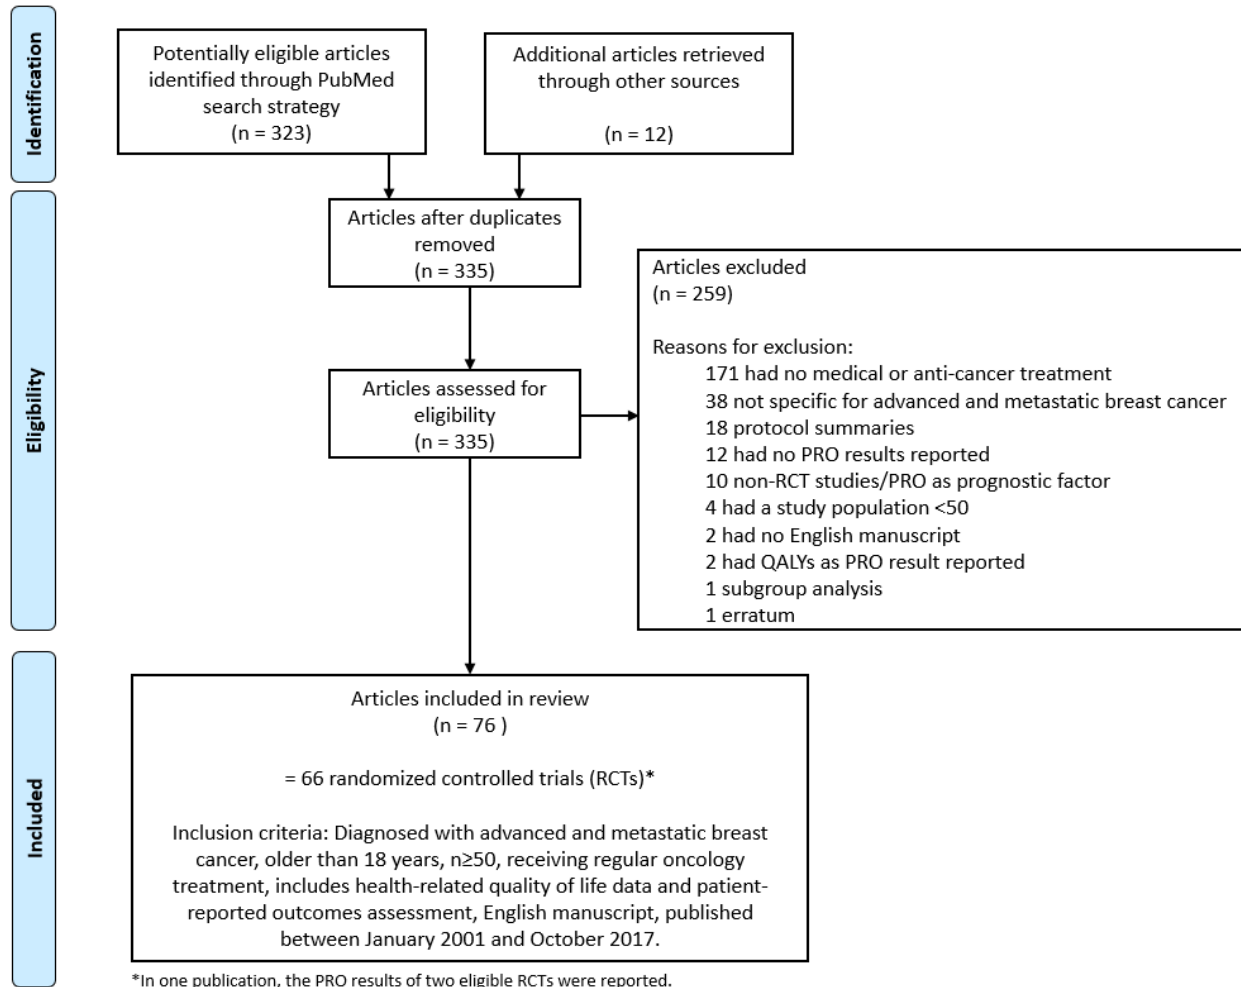 Identification
Potentially eligible articles
identified through PubMed
search strategy
(n = 323)
Additional articles retrieved
through other sources
(n = 12)
Eligibility
Articles after duplicates
removed
(n = 335)
Articles assessed for
eligibility
(n = 335)
Articles excluded
(n = 259)
Reasons for exclusion:
171 had no medical or anti-cancer treatment
38 not specific for advanced and metastatic breast cancer
18 protocol summaries
12 had no PRO results reported
10 non-RCT studies/PRO as prognostic factor
4 had a study population <50
2 had no English manuscript
2 had QALYs as PRO result reported
1 subgroup analysis
1 erratum
Included
Articles included in review
(n = 76 )
= 66 randomized controlled trials (RCTs)*
Inclusion criteria: Diagnosed with advanced and metastatic breast
cancer, older than 18 years, n≥50, receiving regular oncology
treatment, includes health-related quality of life data and patient-
reported outcomes assessment, English manuscript, published
between January 2001 and October 2017.
*In one publication, the PRO results of two eligible RCTs were reported.